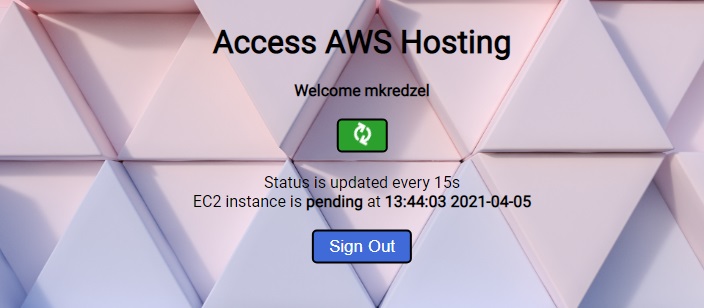 Access AWS Hosting
Welcome mkredzel
Status is updated every 15s
EC2 instance is pending at 13:44:03 2021-04-05
Sign Out